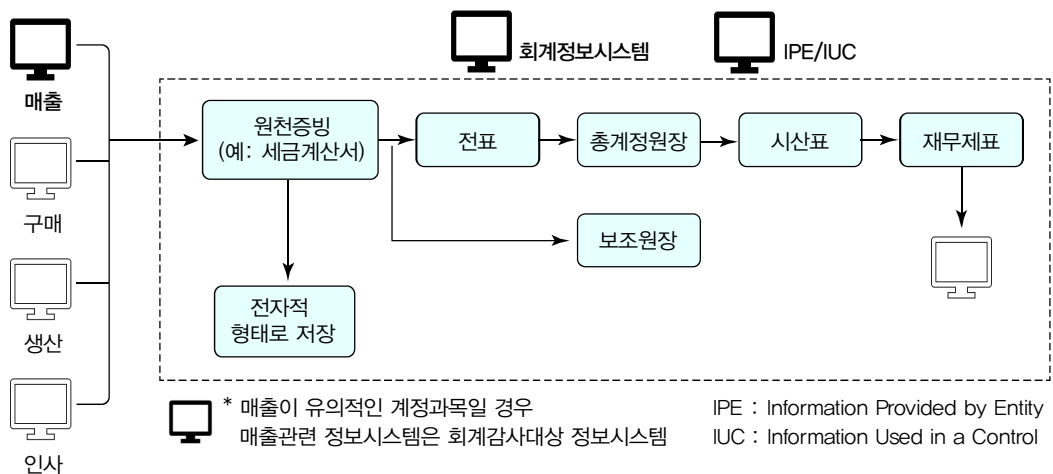 회계정보시스템
IPE/IUC
매출
구매
생산
인사
원천증빙
(예: 세금계산서)
전표
총계정원장
시산표
재무제표
보조원장
전자적
형태로 저장
* 매출이 유의적인 계정과목일 경우
매출관련 정보시스템은 회계감사대상 정보시스템
IPE : Information Provided by Entity
IUC : Information Used in a Control